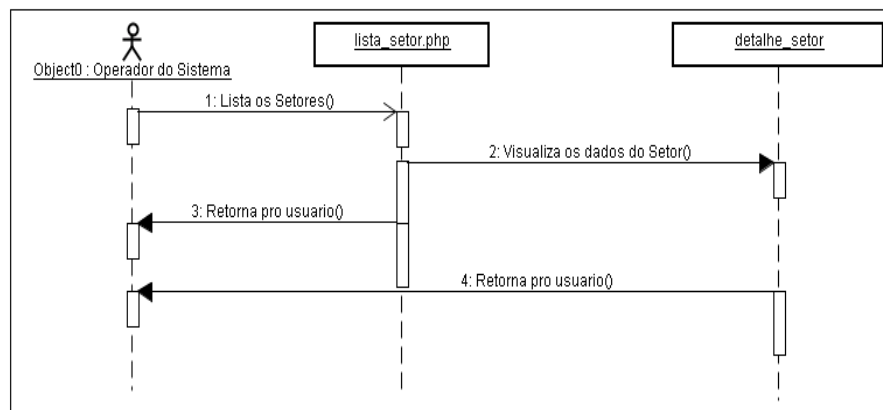 lista_setor.php
detalhe_setor
Object0 : Operador do Sistema
1: Lista os Setores()
2: Visualiza os dados do Setor()
3: Retorna pro usuario()
4: Retorna pro usuario()